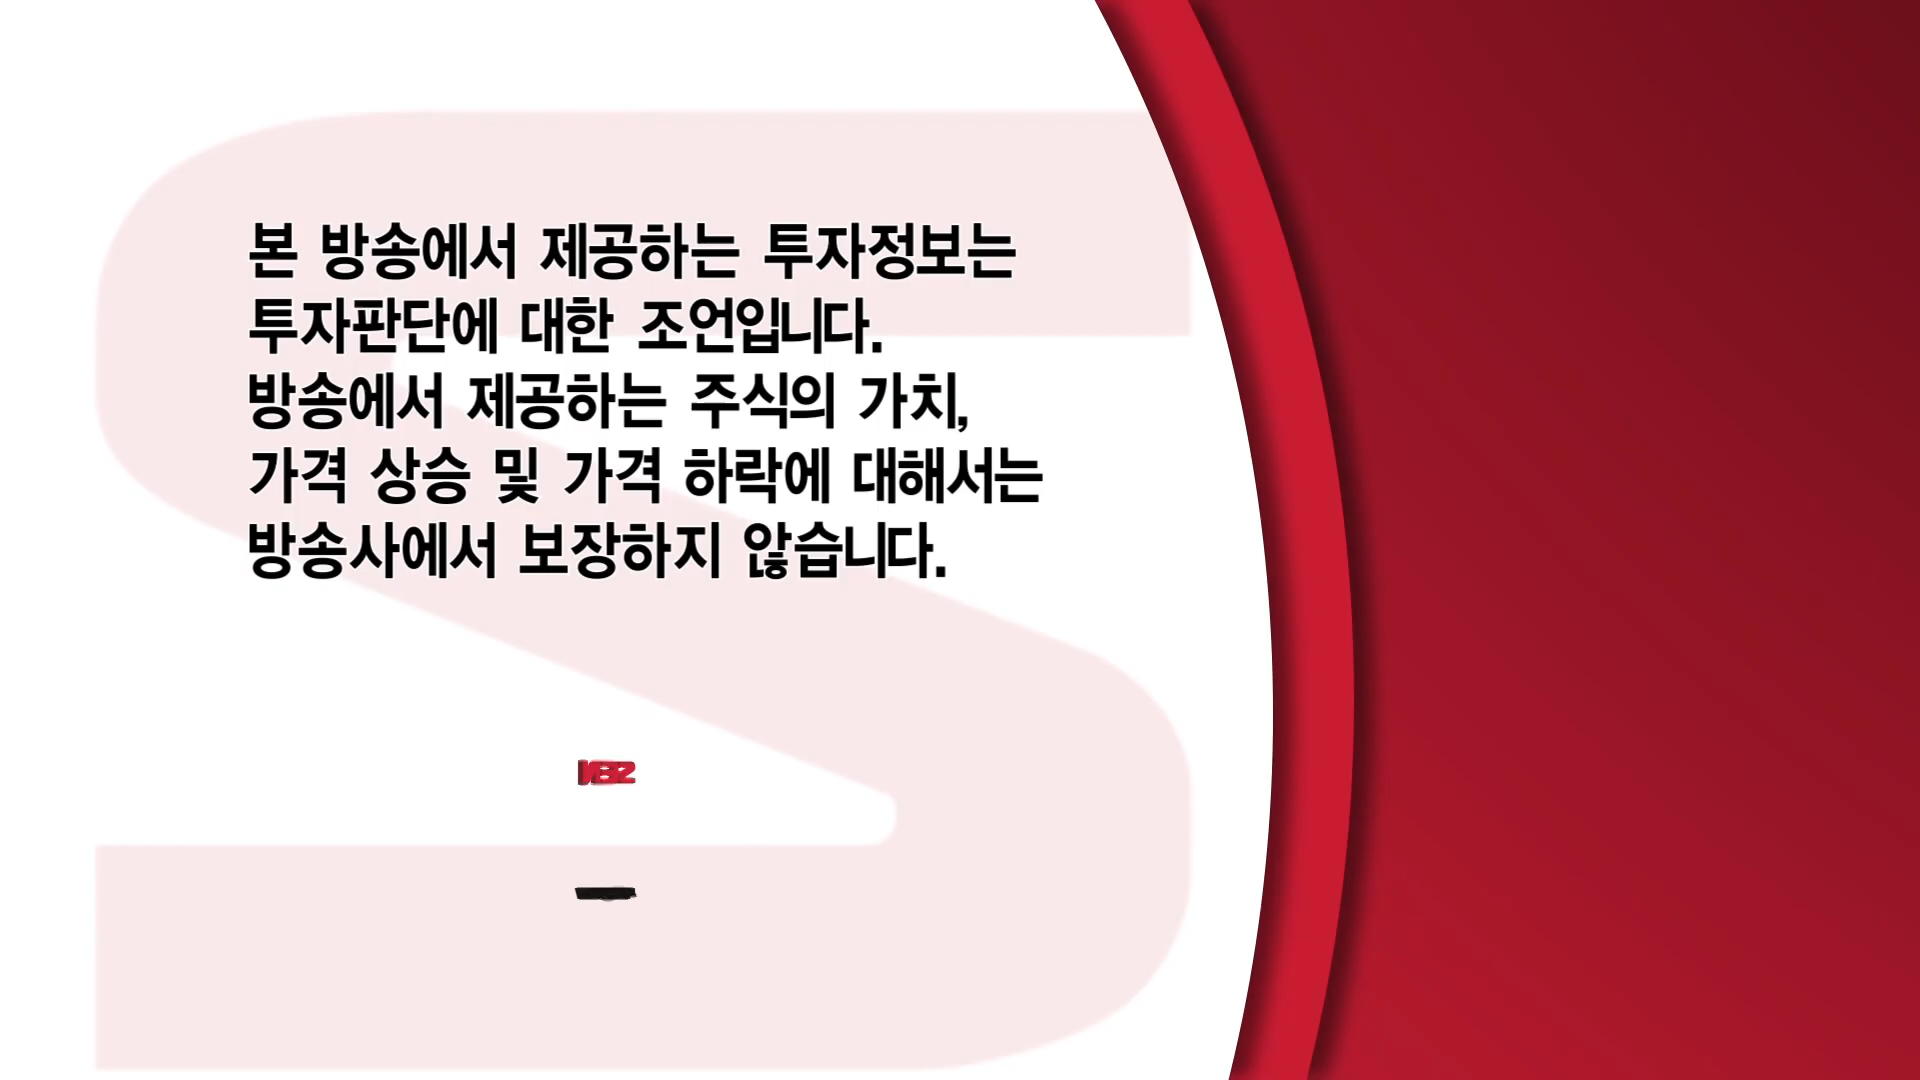 본 방송에서 제공하는 투자정보는
투자판단에 대한 조언입니다.
방송에서 제공하는 주식의 가치,
가격 상승 및 가격 하락에 대해서는
방송사에서 보장하지 않습니다.